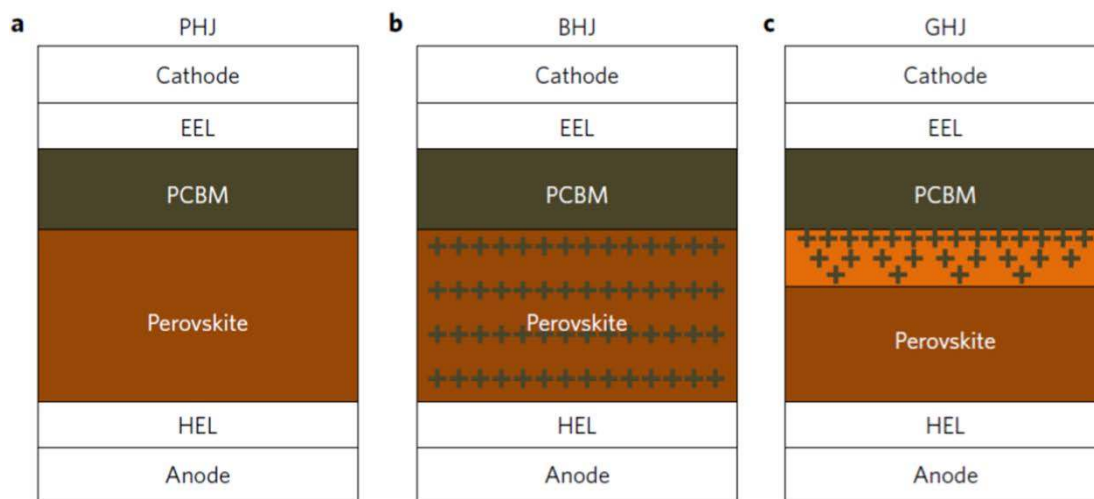 a PHJ
Cathode
EEL
PCBM
Perovskite
HEL
Anode
b BHJ
Cathode
EEL
PCBM
Perovskite
HEL
Anode
c GHJ
Cathode
EEL
PCBM
Perovskite
HEL
Anode